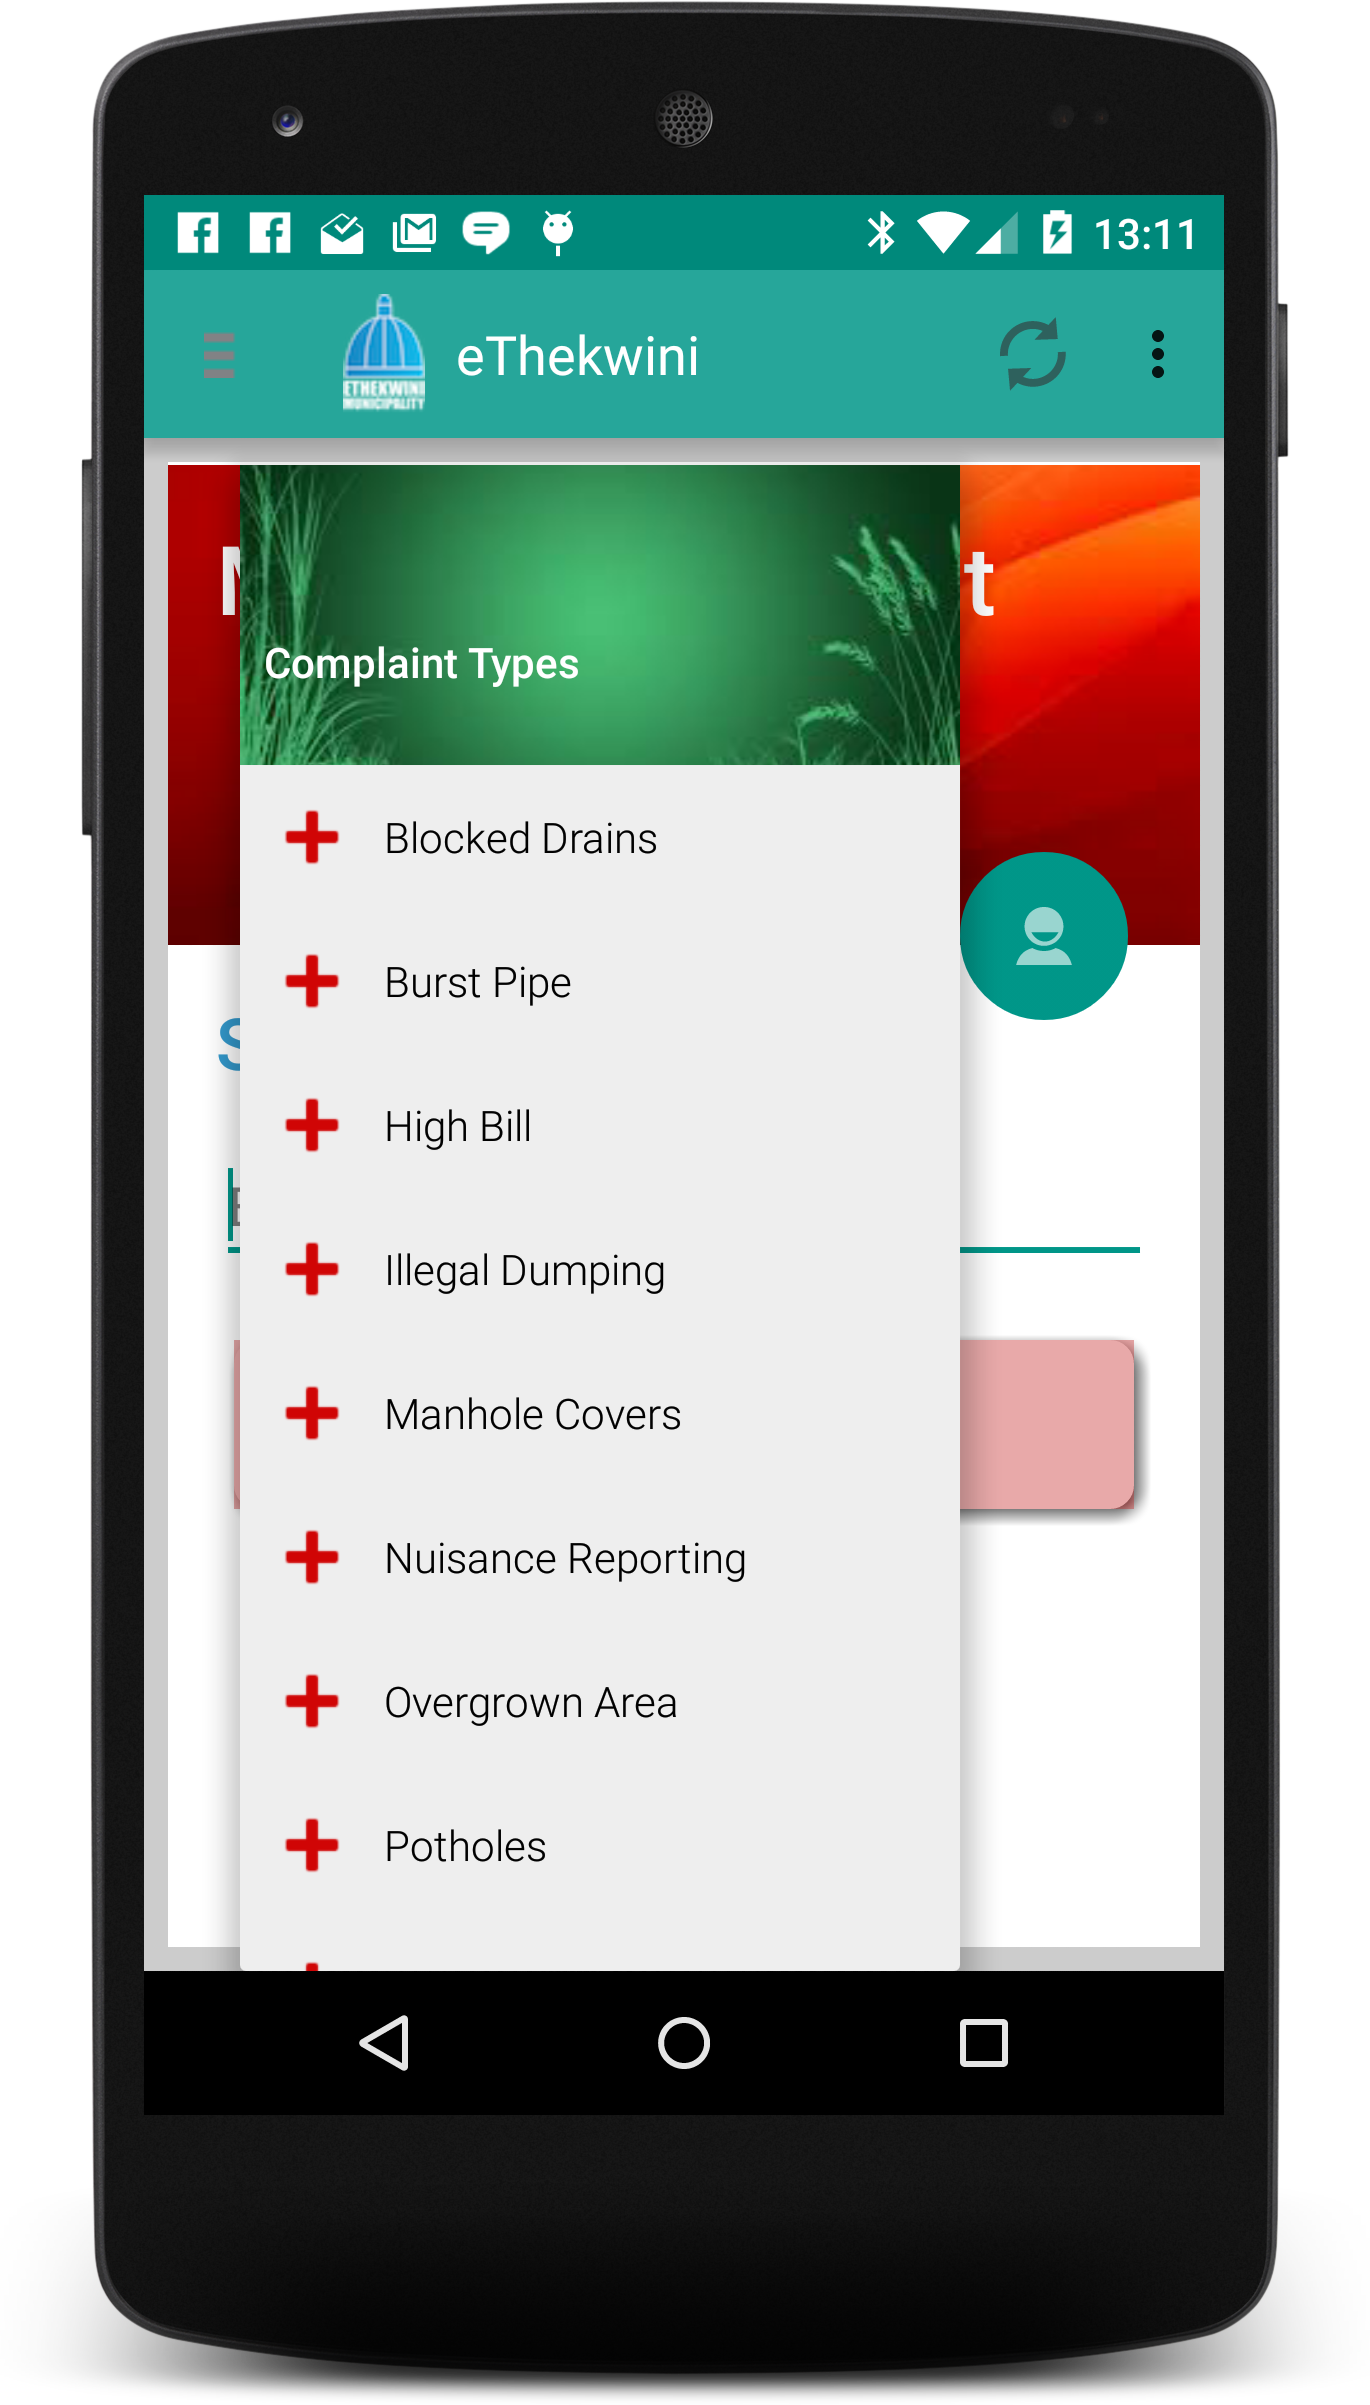 13:11
ETHEKWINI
MUNICIPALITY
eThekwini
Complaint Types
Blocked Drains
Burst Pipe
High Bill
Illegal Dumping
Manhole Covers
Nuisance Reporting
Overgrown Area
Potholes